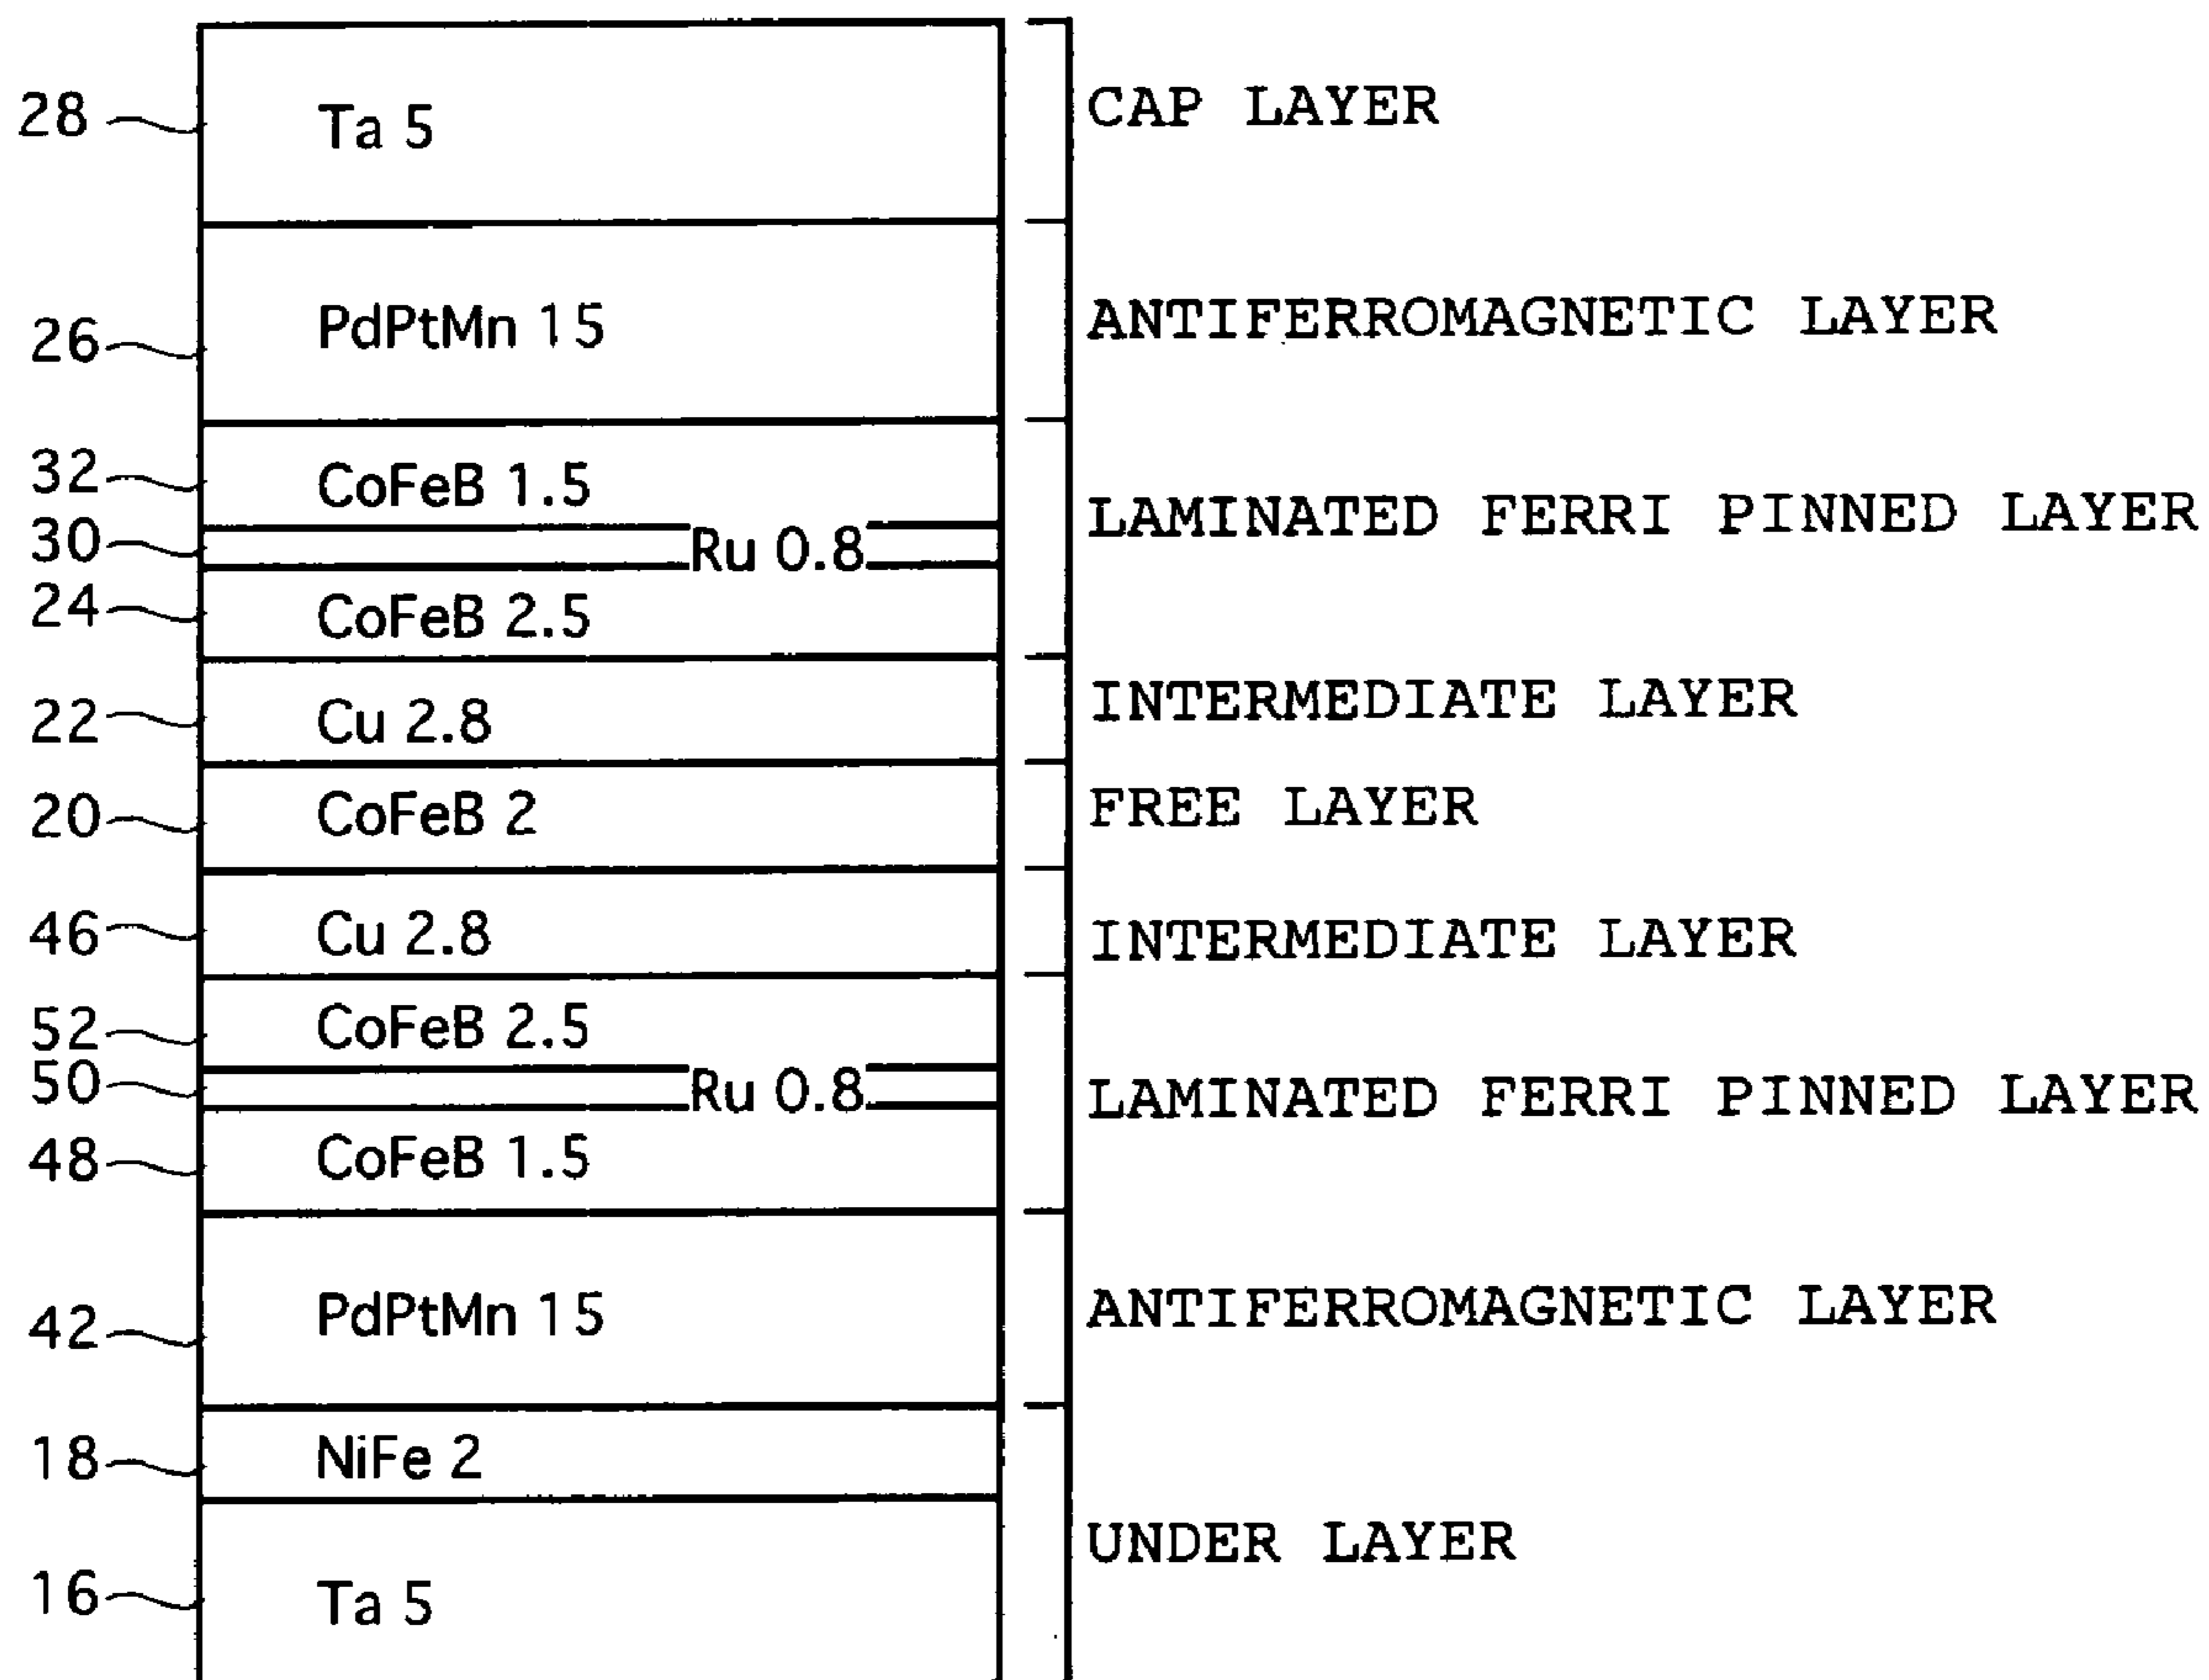 28 Ta 5 CAP LAYER
26 PdPtMn 15 ANTIFERROMAGNETIC LAYER
32 CoFeB 1.5
30 Ru 0.8 LAMINATED FERRI PINNED LAYER
24 CoFeB 2.5
22 Cu 2.8 INTERMEDIATE LAYER
20 CoFeB 2 FREE LAYER
46 Cu 2.8 INTERMEDIATE LAYER
52 CoFeB 2.5
50 Ru 0.8 LAMINATED FERRI PINNED LAYER
48 CoFeB 1.5
42 PdPtMn 15 ANTIFERROMAGNETIC LAYER
18 NiFe 2
UNDER LAYER
16 Ta 5